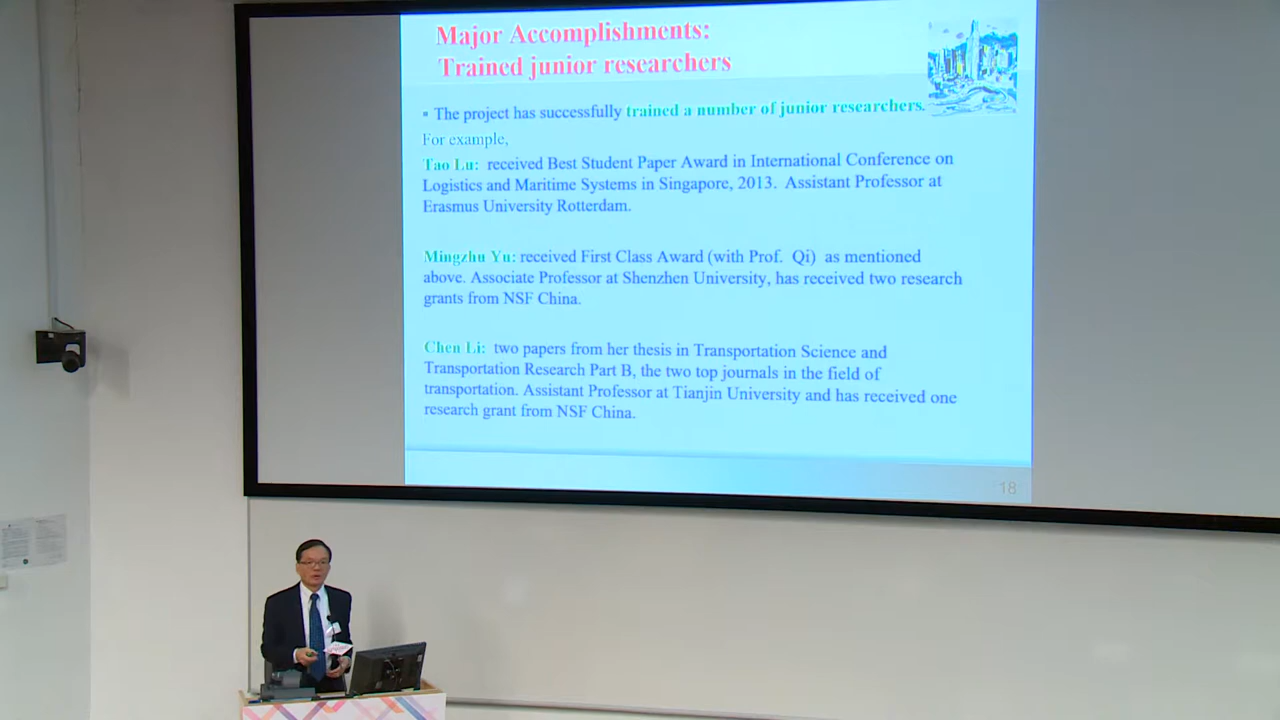 Major Accomplishments:
Trained junior researchers
▪ The project has successfully trained a number of junior researchers.
For example,
Tao Lu: received Best Student Paper Award in International Conference on
Logistics and Maritime Systems in Singapore, 2013. Assistant Professor at
Erasmus University Rotterdam.
Mingzhu Yu: received First Class Award (with Prof. Qi) as mentioned
above. Associate Professor at Shenzhen University, has received two research
grants from NSF China.
Chen Li: two papers from her thesis in Transportation Science and
Transportation Research Part B, the two top journals in the field of
transportation. Assistant Professor at Tianjin University and has received one
research grant from NSF China.
18